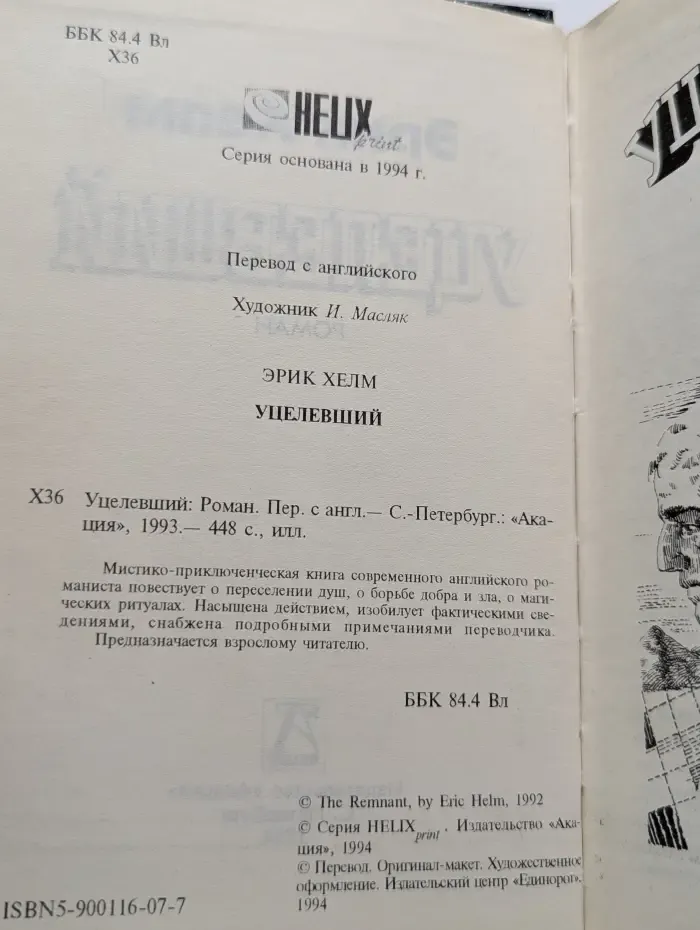 ББК 84.4 Вл
Х36
HELIX
print
Серия основана в 1994 г.
Перевод с английского
Художник И. Масляк
ЭРИК ХЕЛМ
УЦЕЛЕВШИЙ
Х36 Уцелевший: Роман. Пер. с англ.— С.-Петербург.: «Ака-
ция», 1993.— 448 с., илл.
Мистико-приключенческая книга современного английского ро-
маниста повествует о переселении душ, о борьбе добра и зла, о маги-
ческих ритуалах. Насыщена действием, изобилует фактическими све-
дениями, снабжена подробными примечаниями переводчика.
Предназначается взрослому читателю.
ББК 84.4 Вл
© The Remnant, by Eric Helm, 1992
© Серия HELIX print . Издательство «Ака-
ция», 1994
© Перевод. Оригинал-макет. Художественное
оформление. Издательский центр «Единорог».
1994
ISBN5-900116-07-7